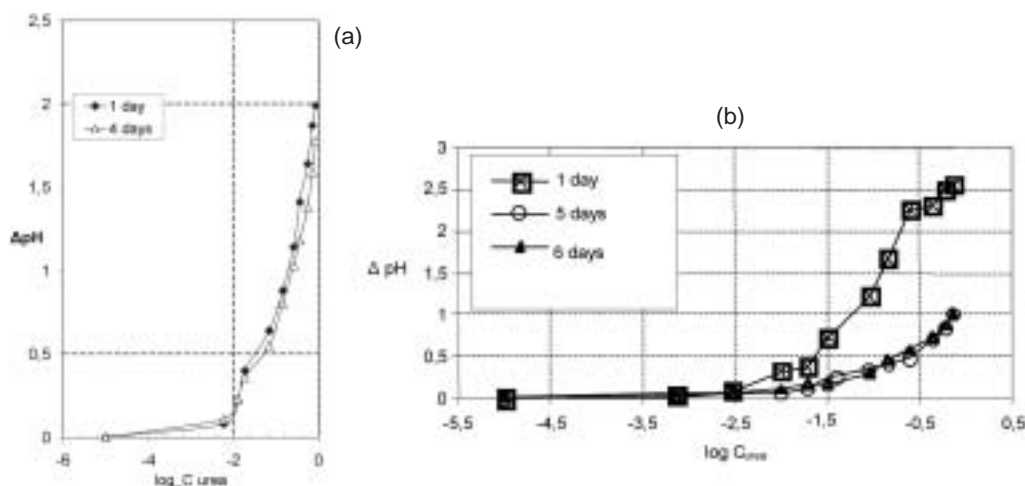 (a)
2,5
2
1,5
ΔpH
1
0,5
0
-6
-4
-2
0
log_C urea
1 day
4 days
(b)
3
2,5
2
1,5
Δ pH
1
0,5
0
-5,5
-4,5
-3,5
-2,5
-1,5
-0,5
0,5
log Curea
1 day
5 days
6 days